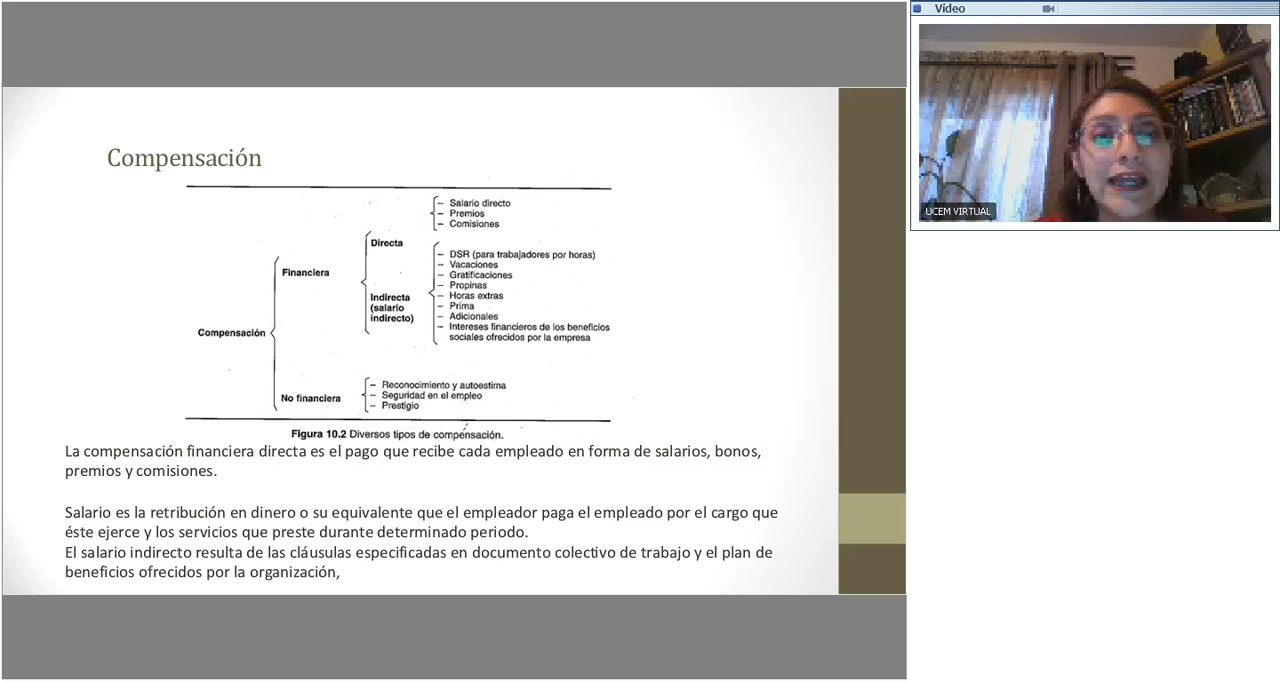 Vídeo
UCEM VIRTUAL
Compensación
– Salario directo
– Premios
– Comisiones
Directa
– DSR (para trabajadores por horas)
– Vacaciones
Financiera
– Gratificaciones
– Propinas
Indirecta
(salario
indirecto)
– Horas extras
– Prima
– Adicionales
– Intereses financieros de los beneficios
sociales ofrecidos por la empresa
Compensación
No financiera
– Reconocimiento y autoestima
– Seguridad en el empleo
– Prestigio
Figura 10.2 Diversos tipos de compensación.
La compensación financiera directa es el pago que recibe cada empleado en forma de salarios, bonos,
premios y comisiones.
Salario es la retribución en dinero o su equivalente que el empleador paga el empleado por el cargo que
éste ejerce y los servicios que preste durante determinado periodo.
El salario indirecto resulta de las cláusulas especificadas en documento colectivo de trabajo y el plan de
beneficios ofrecidos por la organización,